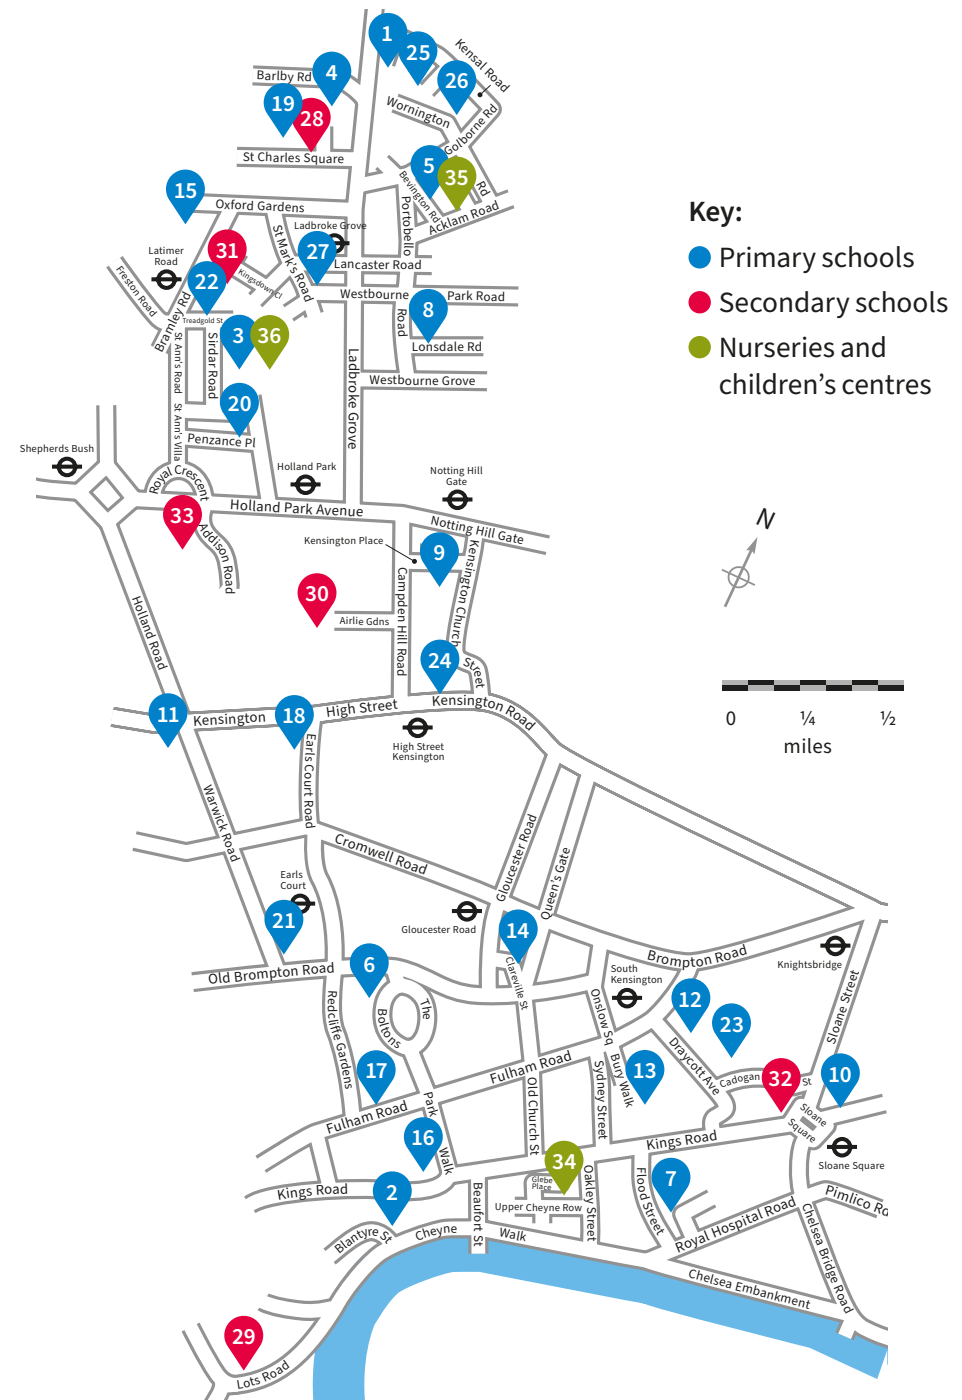 1
25
Kensal Road
Barlby Rd
4
26
19
28
Wornington
Golborne Rd
St Charles Square
5
35
Rd
15
Bevington Rd
Oxford Gardens
Portobello
Acklam Road
Ladbroke Grove
Latimer
Road
31
St Mark's Road
27
Lancaster Road
22
Kingsdown Cl
Freston Road
Westbourne
Park Road
Bramley Rd
Treadgold St
8
Road
3
36
Sirdar Road
St Ann's Road
Lonsdale Rd
Ladbroke Grove
Westbourne Grove
20
St Ann's Villa
Penzance Pl
Shepherds Bush
Royal Crescent
Holland Park
Notting Hill
Gate
Holland Park Avenue
33
Addison Road
Notting Hill Gate
Kensington Place
9
Kensington Church
Street
Campden Hill Road
30
Airlie Gdns
Holland Road
24
11
Kensington
18
High Street
Kensington Road
High Street
Kensington
Earls Court Road
Warwick Road
Cromwell Road
Gloucester Road
Queen's Gate
Earls
Court
21
Gloucester Road
14
Old Brompton Road
6
Clareville St
Brompton Road
Knightsbridge
South
Kensington
12
23
Sloane Street
Onslow Sq
The
Boltons
Redcliffe Gardens
17
Fulham Road
Fulham Road
Bury Walk
13
Draycott Ave
Cadogan
St
32
10
Sloane
Square
Sloane Square
Sydney Street
Old Church St
Park
Walk
16
Kings Road
34
Kings Road
2
Glebe
Place
Oakley Street
Flood Street
7
Upper Cheyne Row
Beaufort St
Royal Hospital Road
Pimlico Rd
Blantyre St
Cheyne
Walk
Chelsea Bridge Road
Chelsea Embankment
29
Lots Road
Key:
Primary schools
Secondary schools
Nurseries and
children's centres
N
0
¼
½
miles